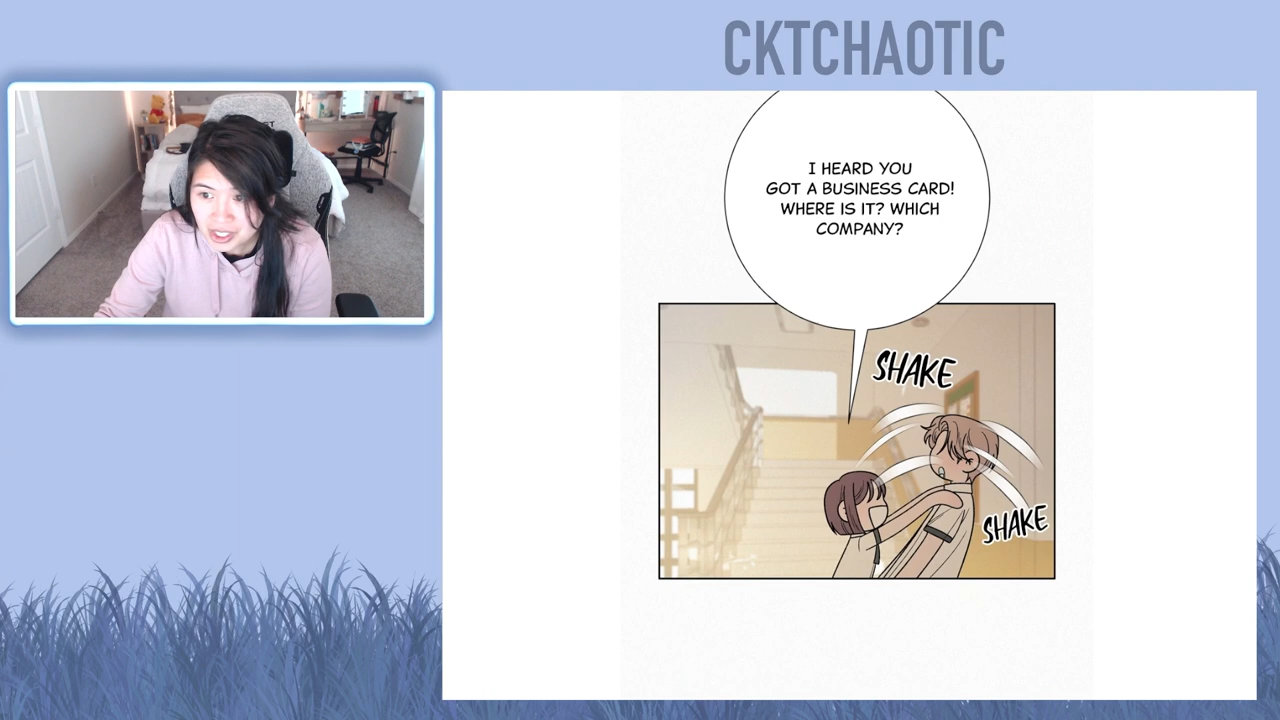 CKTCHAOTIC
I HEARD YOU
GOT A BUSINESS CARD!
WHERE IS IT? WHICH
COMPANY?
SHAKE
SHAKE